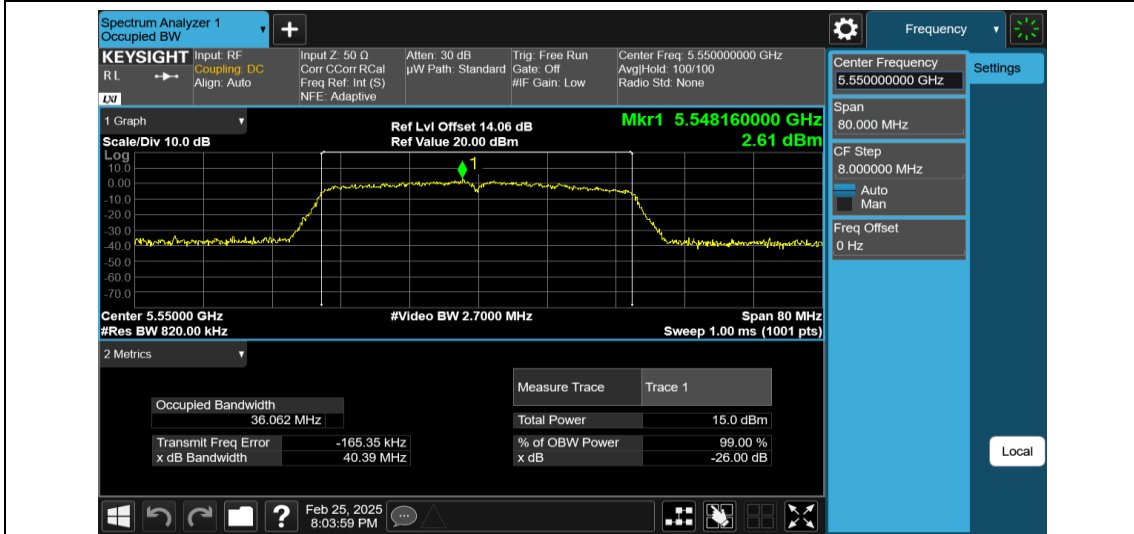 Spectrum Analyzer 1
Occupied BW
Frequency
KEYSIGHT
R L
LXI
Input: RF
Coupling: DC
Align: Auto
Input Z: 50 Ω
Corr CCorr RCal
Freq Ref: Int (S)
NFE: Adaptive
Atten: 30 dB
µW Path: Standard
Trig: Free Run
Gate: Off
#IF Gain: Low
Center Freq: 5.550000000 GHz
Avg|Hold: 100/100
Radio Std: None
Center Frequency
5.550000000 GHz
Settings
Span
80.000 MHz
CF Step
8.000000 MHz
Auto
Man
Freq Offset
0 Hz
Local
1 Graph
Scale/Div 10.0 dB
Ref Lvl Offset 14.06 dB
Ref Value 20.00 dBm
Mkr1 5.548160000 GHz
2.61 dBm
Log
10.0
0.00
-10.0
-20.0
-30.0
-40.0
-50.0
-60.0
-70.0
1
Center 5.55000 GHz
#Res BW 820.00 kHz
#Video BW 2.7000 MHz
Span 80 MHz
Sweep 1.00 ms (1001 pts)
2 Metrics
Measure Trace Trace 1
Occupied Bandwidth
36.062 MHz
Total Power 15.0 dBm
Transmit Freq Error -165.35 kHz
% of OBW Power 99.00 %
x dB Bandwidth 40.39 MHz
x dB -26.00 dB
?
Feb 25, 2025
8:03:59 PM